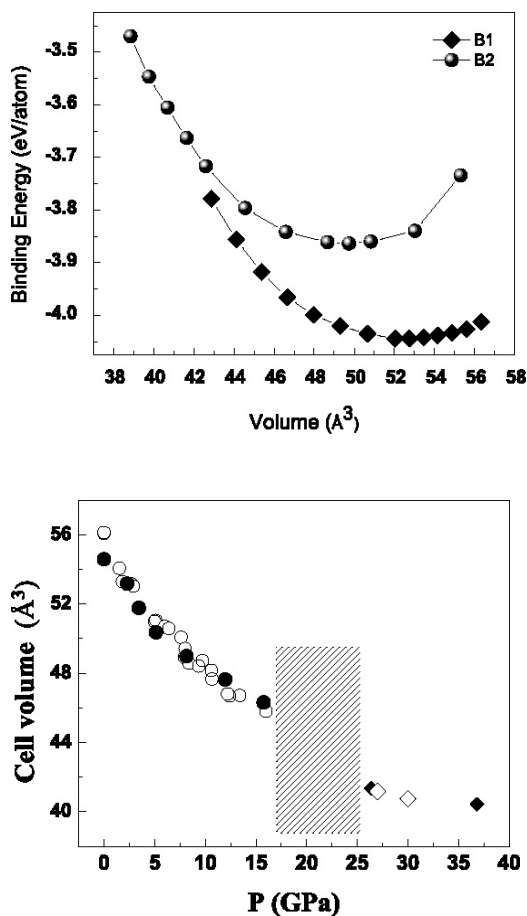 B1
B2
-3.5
-3.6
-3.7
-3.8
-3.9
-4.0
Binding Energy (eV/atom)
38 40 42 44 46 48 50 52 54 56 58
Volume (Å³)
56
52
48
44
40
Cell volume (Å³)
0 5 10 15 20 25 30 35 40
P (GPa)